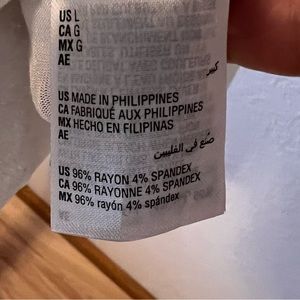 US L
CA G
MX G
AE
كبير
US MADE IN PHILIPPINES
CA FABRIQUÉ AUX PHILIPPINES
MX HECHO EN FILIPINAS
AE
صُنع في الفلبين
US 96% RAYON 4% SPANDEX
CA 96% RAYONNE 4% SPANDEX
MX 96% rayón 4% spándex